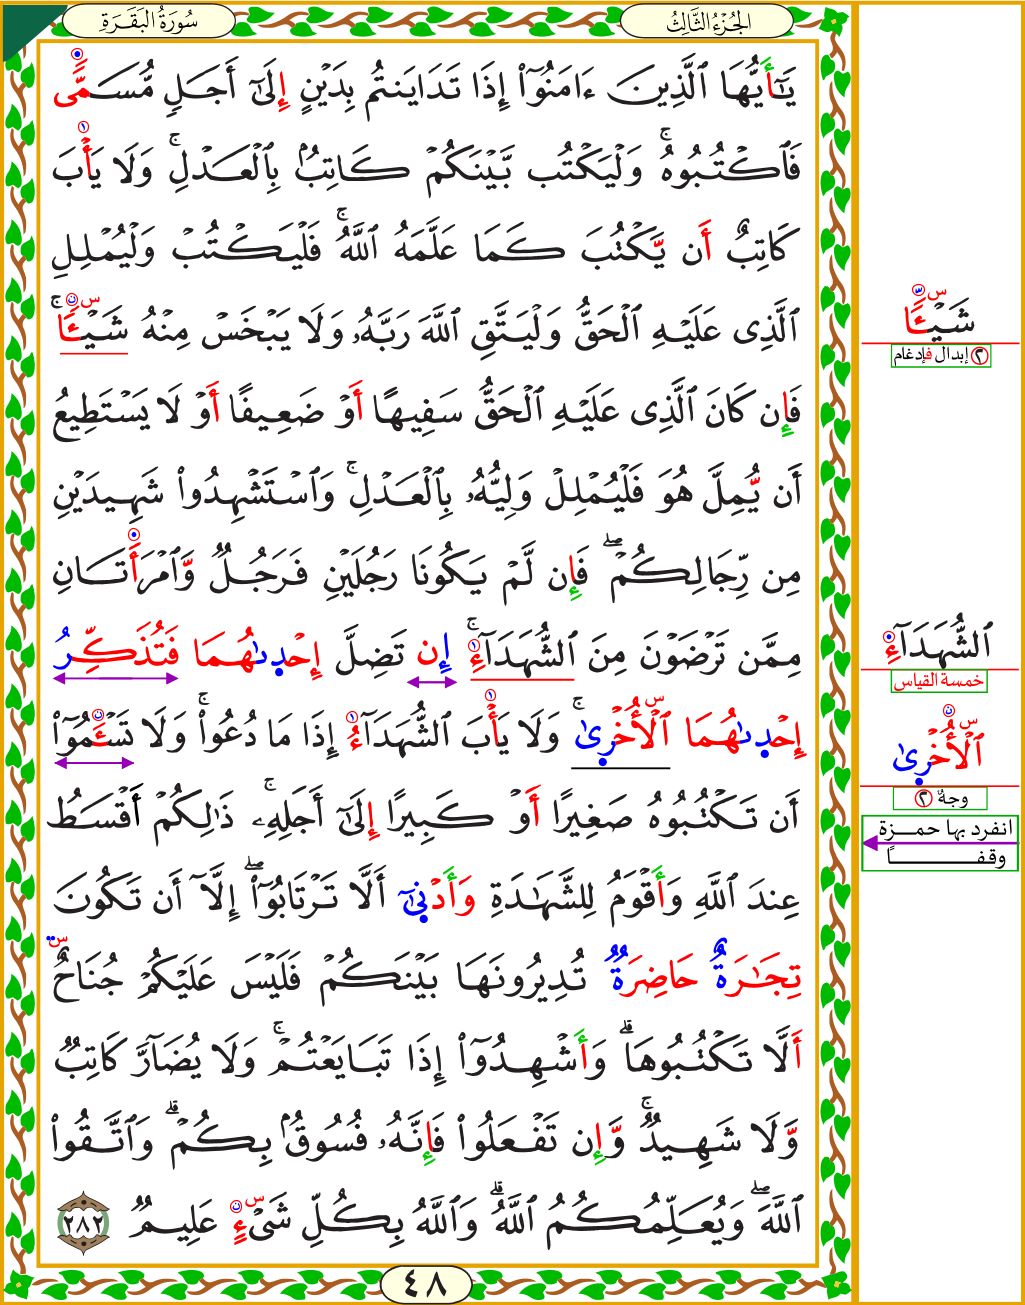 الجُزْءُ الثَّالِثُ
سُورَةُ البَقَرَةِ
يَٰٓأَيُّهَا ٱلَّذِينَ ءَامَنُوٓا۟ إِذَا تَدَايَنتُم بِدَيْنٍ إِلَىٰٓ أَجَلٍ مُّسَمًّى
فَٱكْتُبُوهُ ۚ وَلْيَكْتُب بَّيْنَكُمْ كَاتِبٌۢ بِٱلْعَدْلِ ۚ وَلَا يَأْبَ
كَاتِبٌ أَن يَّكْتُبَ كَمَا عَلَّمَهُ ٱللَّهُ ۚ فَلْيَكْتُبْ وَلْيُمْلِلِ
ٱلَّذِى عَلَيْهِ ٱلْحَقُّ وَلْيَتَّقِ ٱللَّهَ رَبَّهُۥ وَلَا يَبْخَسْ مِنْهُ شَيْـًٔا ۚ
فَإِن كَانَ ٱلَّذِى عَلَيْهِ ٱلْحَقُّ سَفِيهًا أَوْ ضَعِيفًا أَوْ لَا يَسْتَطِيعُ
أَن يُّمِلَّ هُوَ فَلْيُمْلِلْ وَلِيُّهُۥ بِٱلْعَدْلِ ۚ وَٱسْتَشْهِدُوا۟ شَهِيدَيْنِ
مِن رِّجَالِكُمْ ۖ فَإِن لَّمْ يَكُونَا رَجُلَيْنِ فَرَجُلٌ وَّٱمْرَأَتَانِ
مِمَّن تَرْضَوْنَ مِنَ ٱلشُّهَدَآءِ ۚ إِن تَضِلَّ إِحْدِىٰهُمَا فَتُذَكِّرُ
إِحْدِىٰهُمَا ٱلْأُخْرِىٰ ۚ وَلَا يَأْبَ ٱلشُّهَدَآءُ إِذَا مَا دُعُوا۟ ۚ وَلَا تَسْـَٔمُوٓا۟
أَن تَكْتُبُوهُ صَغِيرًا أَوْ كَبِيرًا إِلَىٰٓ أَجَلِهِۦ ۚ ذَٰلِكُمْ أَقْسَطُ
عِندَ ٱللَّهِ وَأَقْوَمُ لِلشَّهَٰدَةِ وَأَدْنِىٰٓ أَلَّا تَرْتَابُوٓا۟ ۖ إِلَّآ أَن تَكُونَ
تِجَٰرَةٌ حَاضِرَةٌ تُدِيرُونَهَا بَيْنَكُمْ فَلَيْسَ عَلَيْكُمْ جُنَاحٌ
أَلَّا تَكْتُبُوهَا ۗ وَأَشْهِدُوٓا۟ إِذَا تَبَايَعْتُمْ ۚ وَلَا يُضَآرَّ كَاتِبٌ
وَّلَا شَهِيدٌ ۚ وَّإِن تَفْعَلُوا۟ فَإِنَّهُۥ فُسُوقٌۢ بِكُمْ ۗ وَٱتَّقُوا۟
ٱللَّهَ ۖ وَيُعَلِّمُكُمُ ٱللَّهُ ۗ وَٱللَّهُ بِكُلِّ شَىْءٍ عَلِيمٌ ٢٨٢
٤٨
س
شَيْـًٔا
٢ إبدال فإدغام
ٱلشُّهَدَآءِ
خمسة القياس
س
ٱلْأُخْرِىٰ
وجهٌ ٢
انفرد بها حمـزة
وقفـــــــــــــــاً